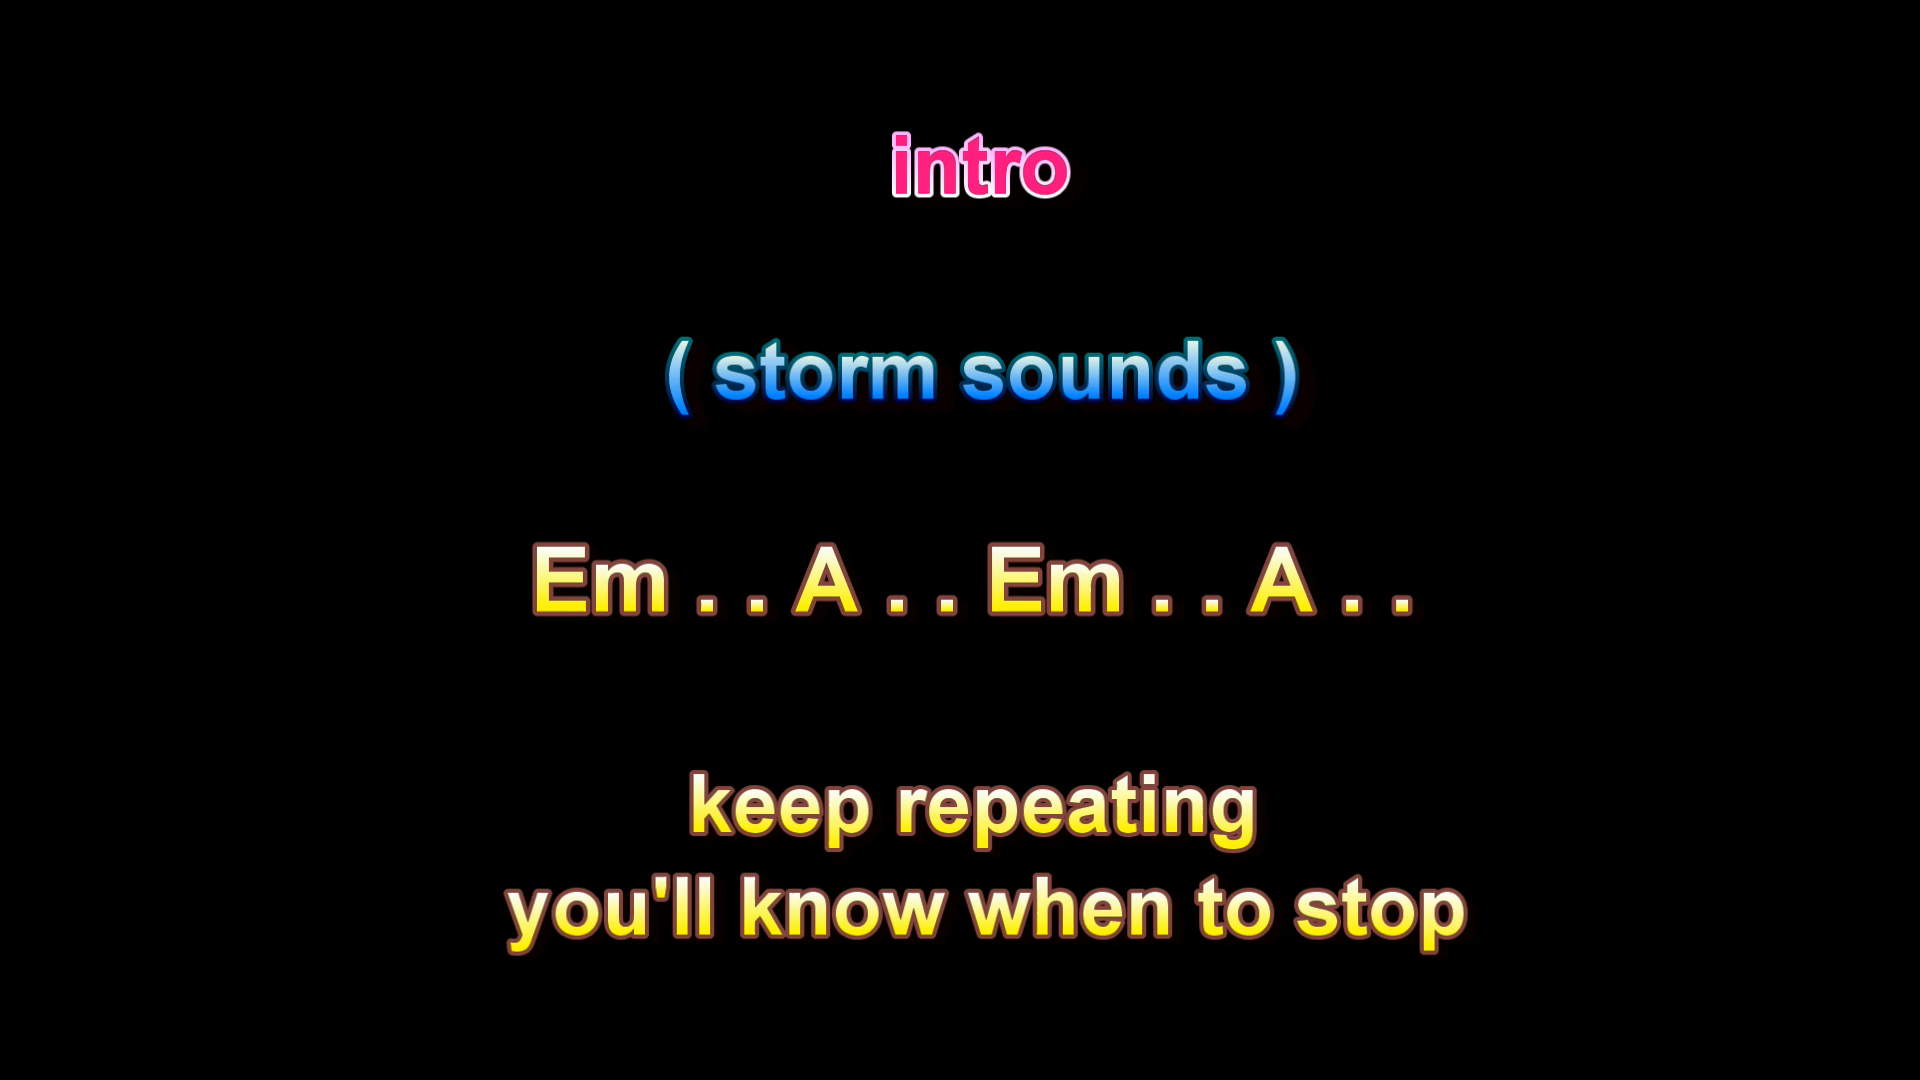 intro
( storm sounds )
Em . . A . . Em . . A . .
keep repeating
you'll know when to stop